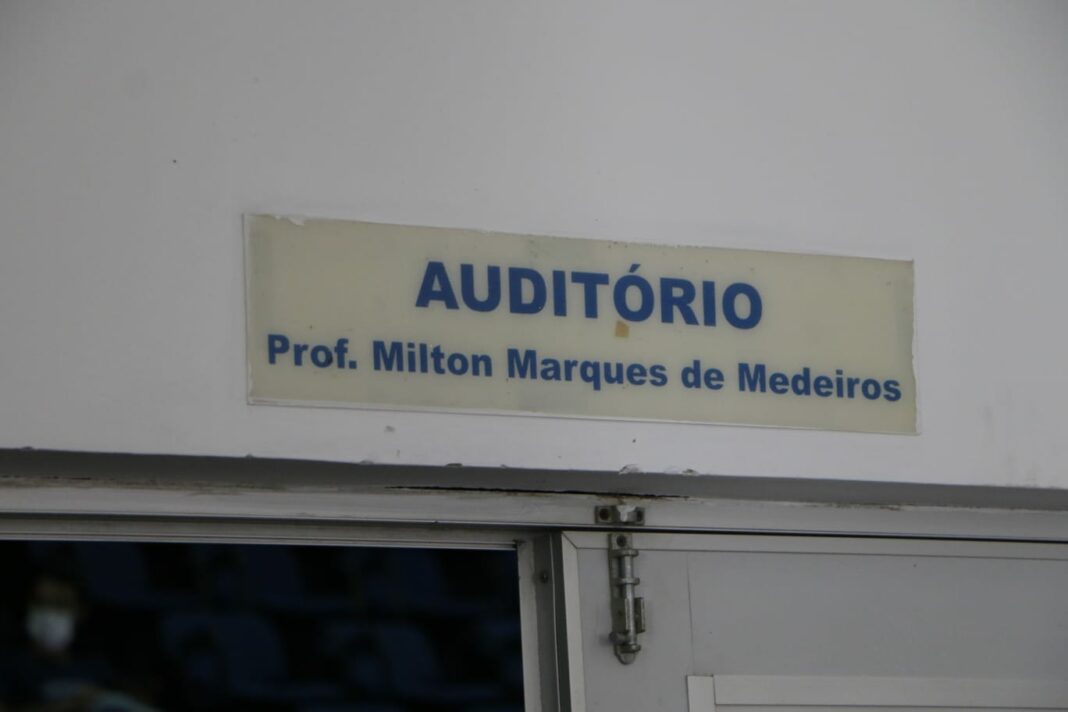 AUDITÓRIO
Prof. Milton Marques de Medeiros